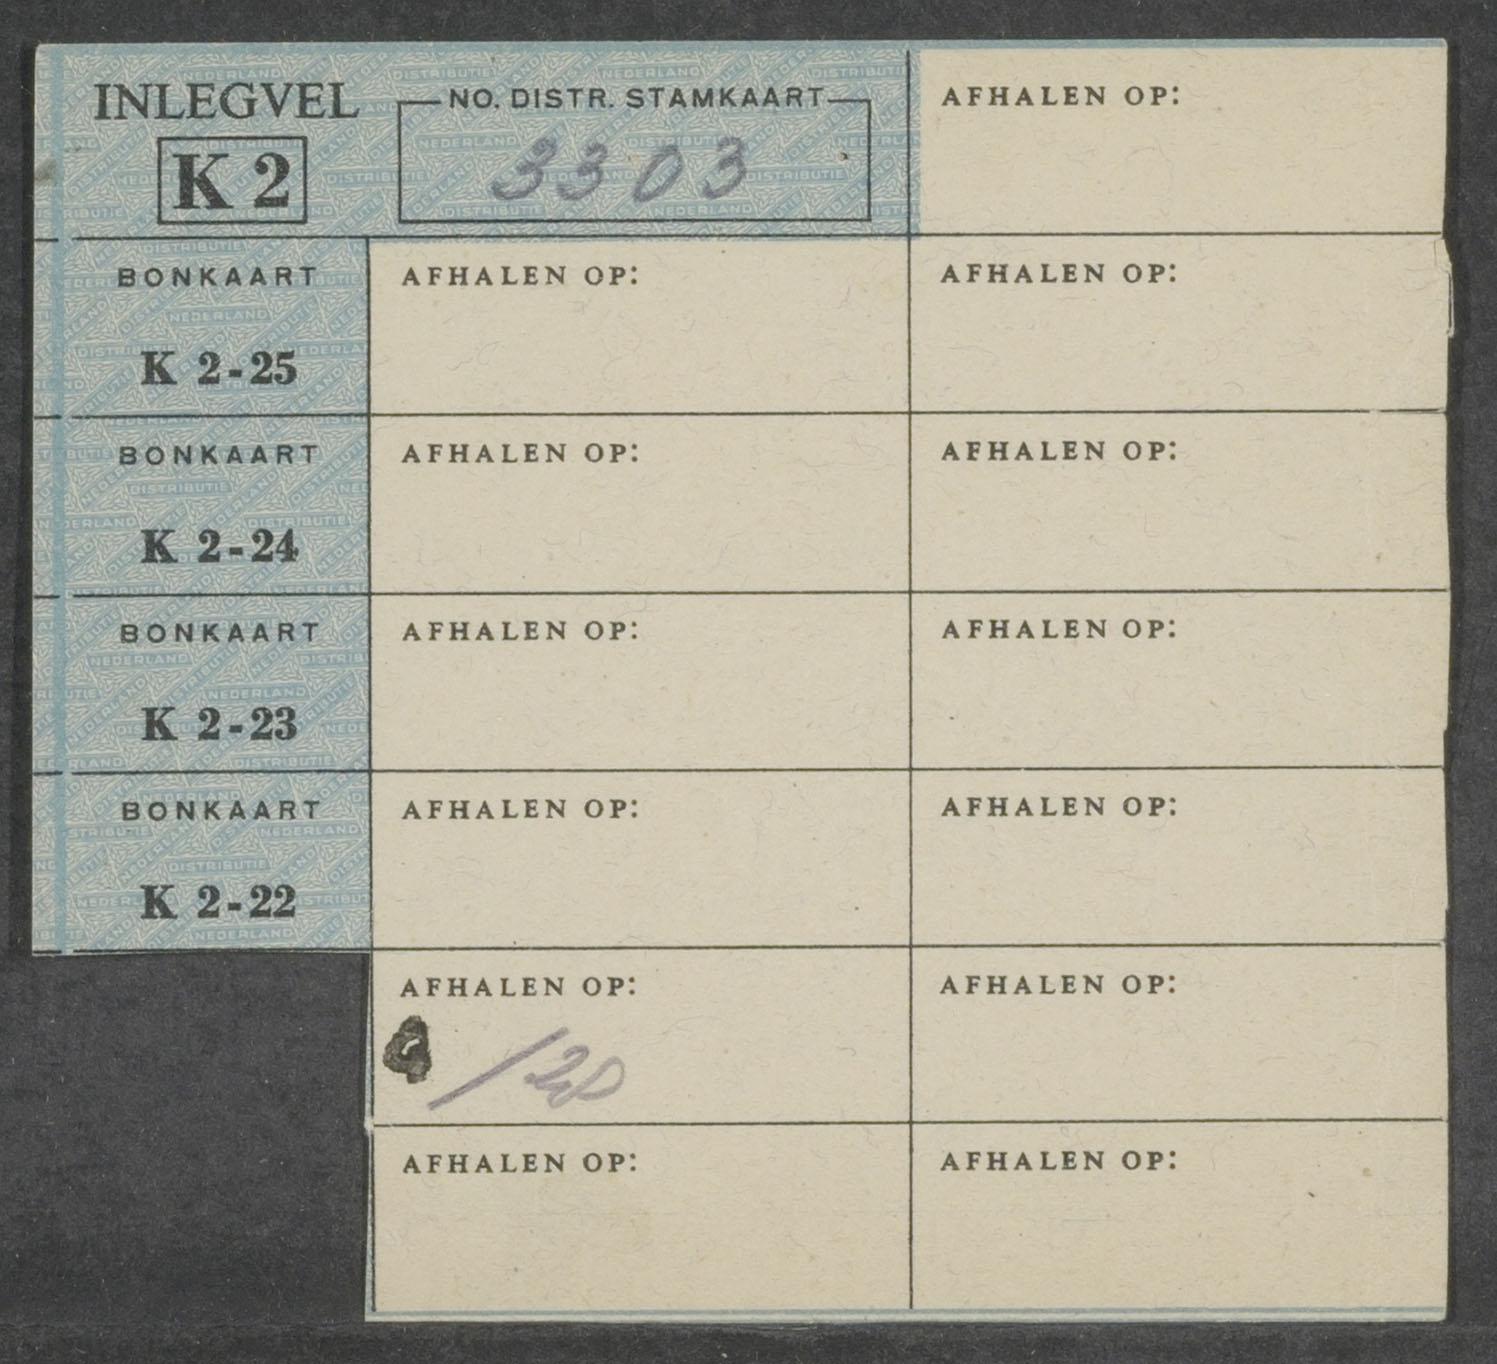 INLEGVEL
K 2
NO. DISTR. STAMKAART
3303
AFHALEN OP:
BONKAART
K 2-25
AFHALEN OP:
AFHALEN OP:
BONKAART
K 2-24
AFHALEN OP:
AFHALEN OP:
BONKAART
K 2-23
AFHALEN OP:
AFHALEN OP:
BONKAART
K 2-22
AFHALEN OP:
AFHALEN OP:
AFHALEN OP:
AFHALEN OP:
AFHALEN OP:
AFHALEN OP: